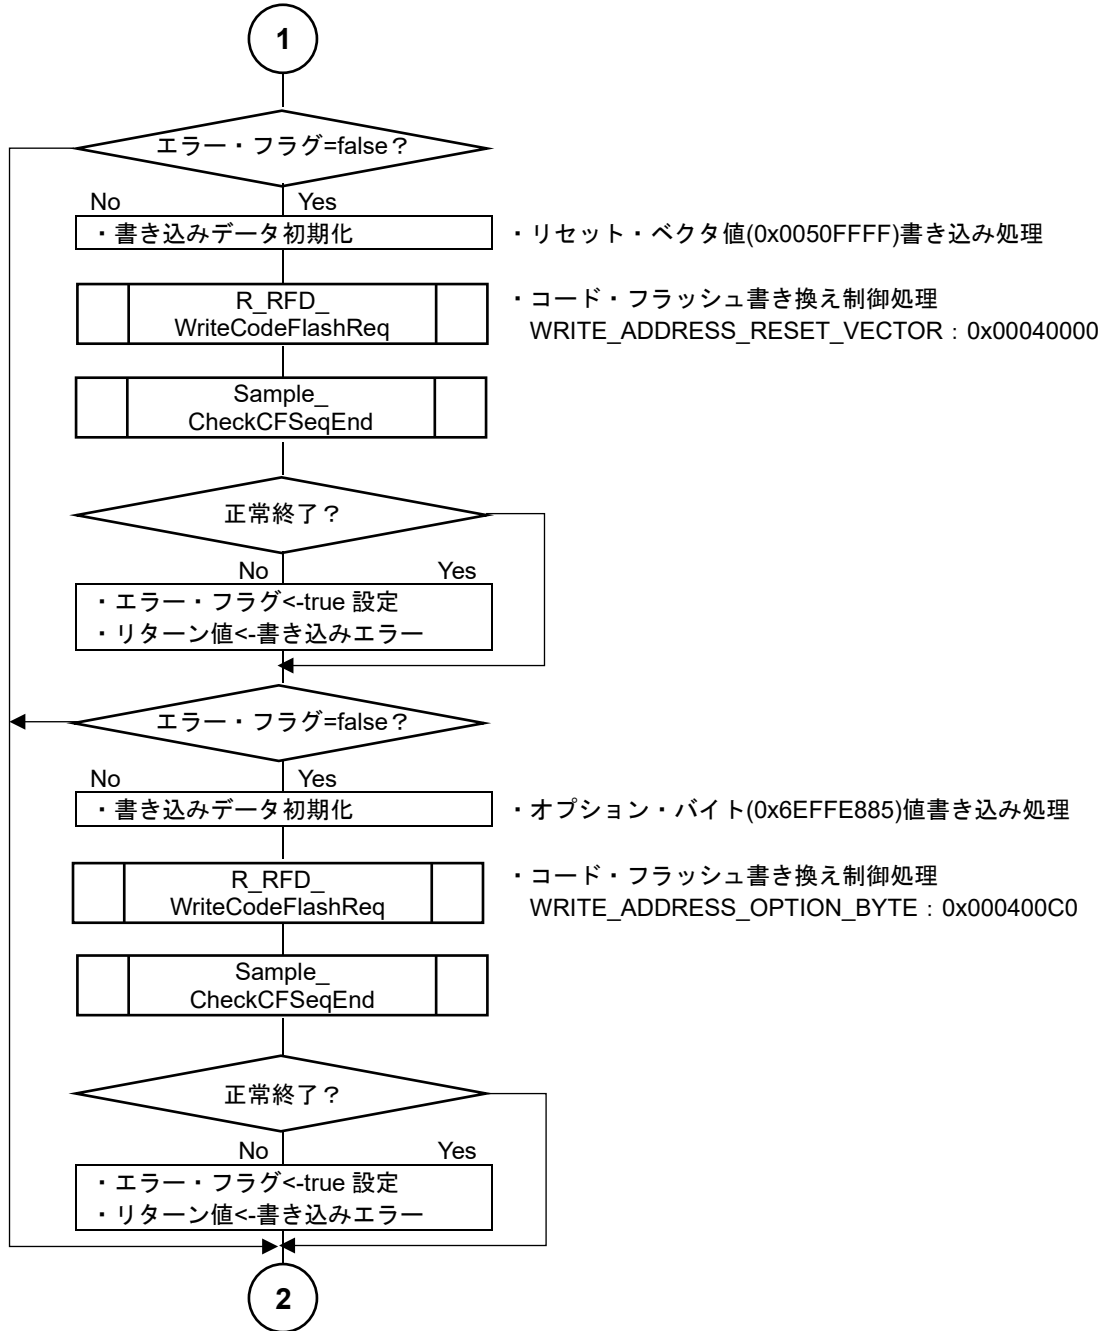 1
エラー・フラグ=false？
No
Yes
・書き込みデータ初期化
・リセット・ベクタ値(0x0050FFFF)書き込み処理
R_RFD_
WriteCodeFlashReq
・コード・フラッシュ書き換え制御処理
WRITE_ADDRESS_RESET_VECTOR：0x00040000
Sample_
CheckCFSeqEnd
正常終了？
No
Yes
・エラー・フラグ<-true 設定
・リターン値<-書き込みエラー
エラー・フラグ=false？
No
Yes
・書き込みデータ初期化
・オプション・バイト(0x6EFFE885)値書き込み処理
R_RFD_
WriteCodeFlashReq
・コード・フラッシュ書き換え制御処理
WRITE_ADDRESS_OPTION_BYTE：0x000400C0
Sample_
CheckCFSeqEnd
正常終了？
No
Yes
・エラー・フラグ<-true 設定
・リターン値<-書き込みエラー
2